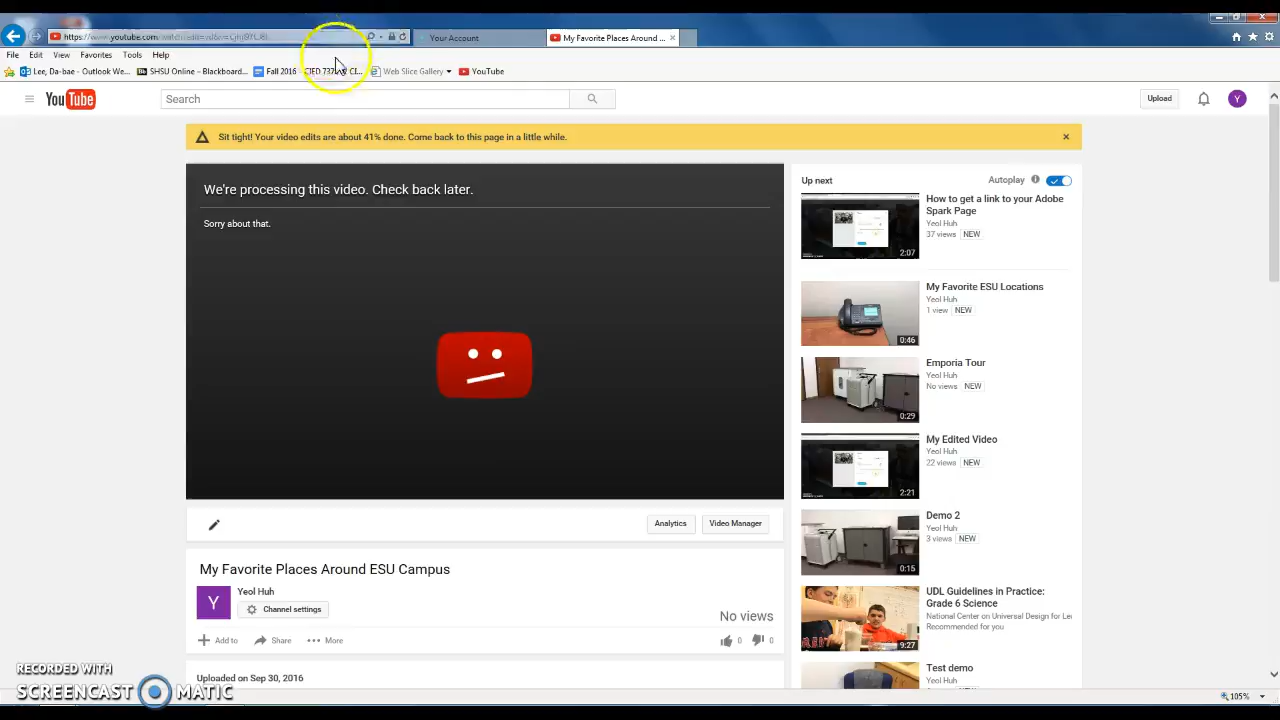 Your Account
My Favorite Places Around ...
File Edit View Favorites Tools Help
Lee, Da-bae - Outlook We...
SHSU Online – Blackboard...
Fall 2016
Web Slice Gallery
YouTube
YouTube
Search
Upload
Y
Sit tight! Your video edits are about 41% done. Come back to this page in a little while.
We're processing this video. Check back later.
Sorry about that.
Analytics
Video Manager
My Favorite Places Around ESU Campus
Y
Yeol Huh
Channel settings
No views
Add to
Share
More
0
0
Uploaded on Sep 30, 2016
Up next
Autoplay
How to get a link to your Adobe
Spark Page
Yeol Huh
37 views NEW
2:07
My Favorite ESU Locations
Yeol Huh
1 view NEW
0:46
Emporia Tour
Yeol Huh
No views NEW
0:29
My Edited Video
Yeol Huh
22 views NEW
2:21
Demo 2
Yeol Huh
3 views NEW
0:15
UDL Guidelines in Practice:
Grade 6 Science
National Center on Universal Design for Le
Recommended for you
9:27
Test demo
Yeol Huh
RECORDED WITH
SCREENCAST MATIC
105%